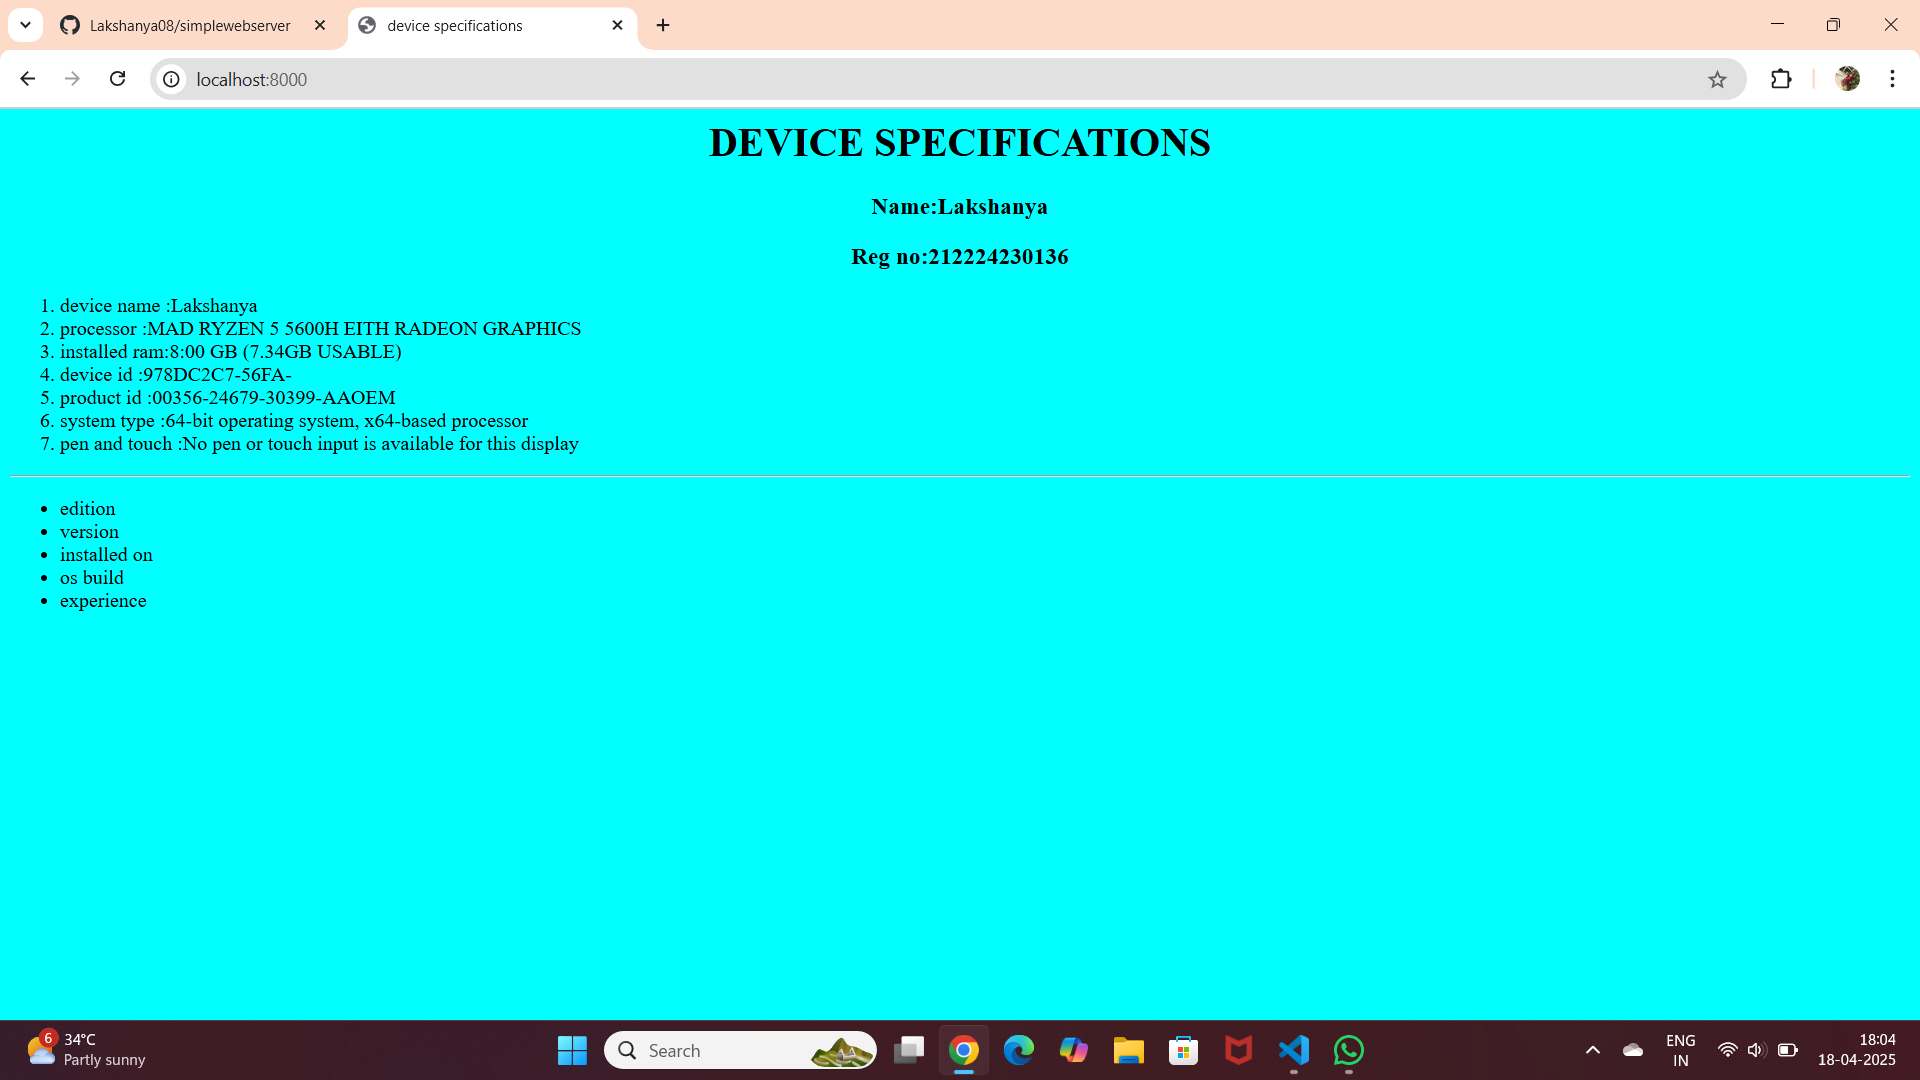 Lakshanya08/simplewebserver
device specifications
localhost:8000
DEVICE SPECIFICATIONS
Name:Lakshanya
Reg no:212224230136
1. device name :Lakshanya
2. processor :MAD RYZEN 5 5600H EITH RADEON GRAPHICS
3. installed ram:8:00 GB (7.34GB USABLE)
4. device id :978DC2C7-56FA-
5. product id :00356-24679-30399-AAOEM
6. system type :64-bit operating system, x64-based processor
7. pen and touch :No pen or touch input is available for this display
• edition
• version
• installed on
• os build
• experience
6
34°C
Partly sunny
Search
ENG
IN
18:04
18-04-2025